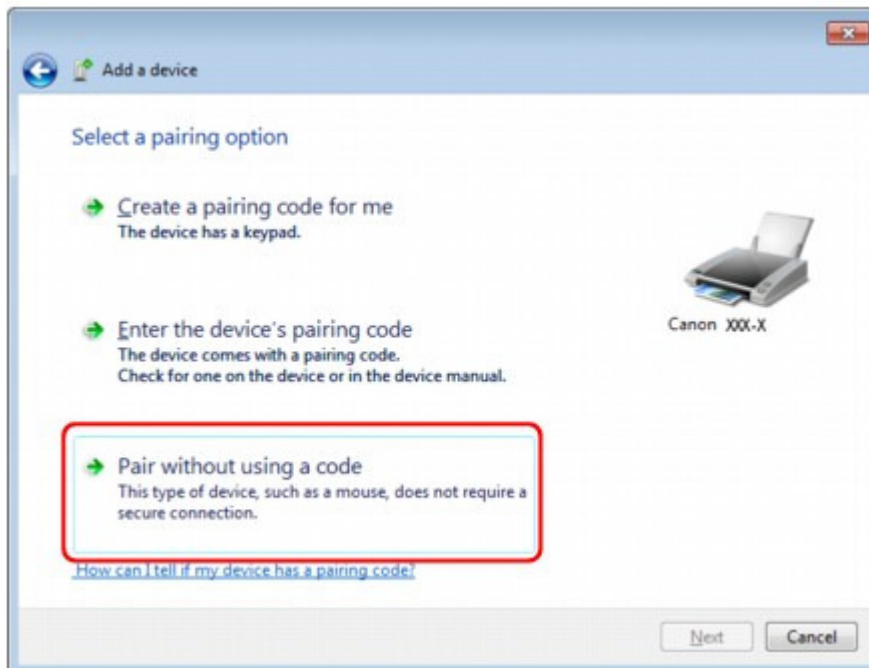 Add a device
Select a pairing option
Create a pairing code for me
The device has a keypad.
Canon XXX-X
Enter the device's pairing code
The device comes with a pairing code.
Check for one on the device or in the device manual.
Pair without using a code
This type of device, such as a mouse, does not require a
secure connection.
How can I tell if my device has a pairing code?
Next
Cancel